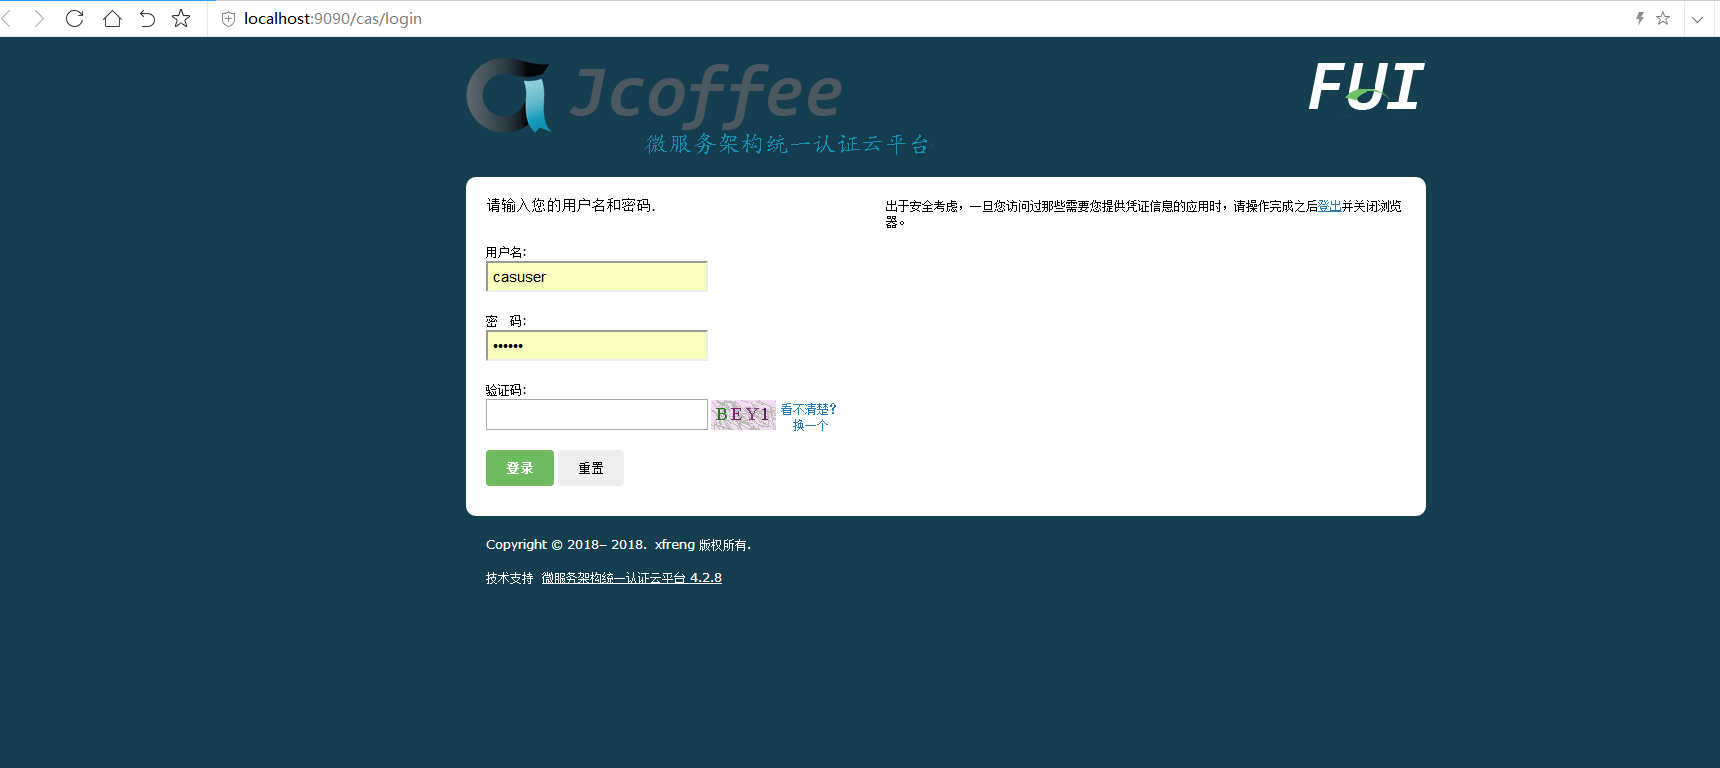 localhost:9090/cas/login
Jcoffee
FUI
微服务架构统一认证云平台
请输入您的用户名和密码.
出于安全考虑，一旦您访问过那些需要您提供凭证信息的应用时，请操作完成之后登出并关闭浏览
器。
用户名:
casuser
密　码:
••••••
验证码:
BEY1
看不清楚?
换一个
登录
重置
Copyright © 2018– 2018. xfreng 版权所有.
技术支持 微服务架构统一认证云平台 4.2.8